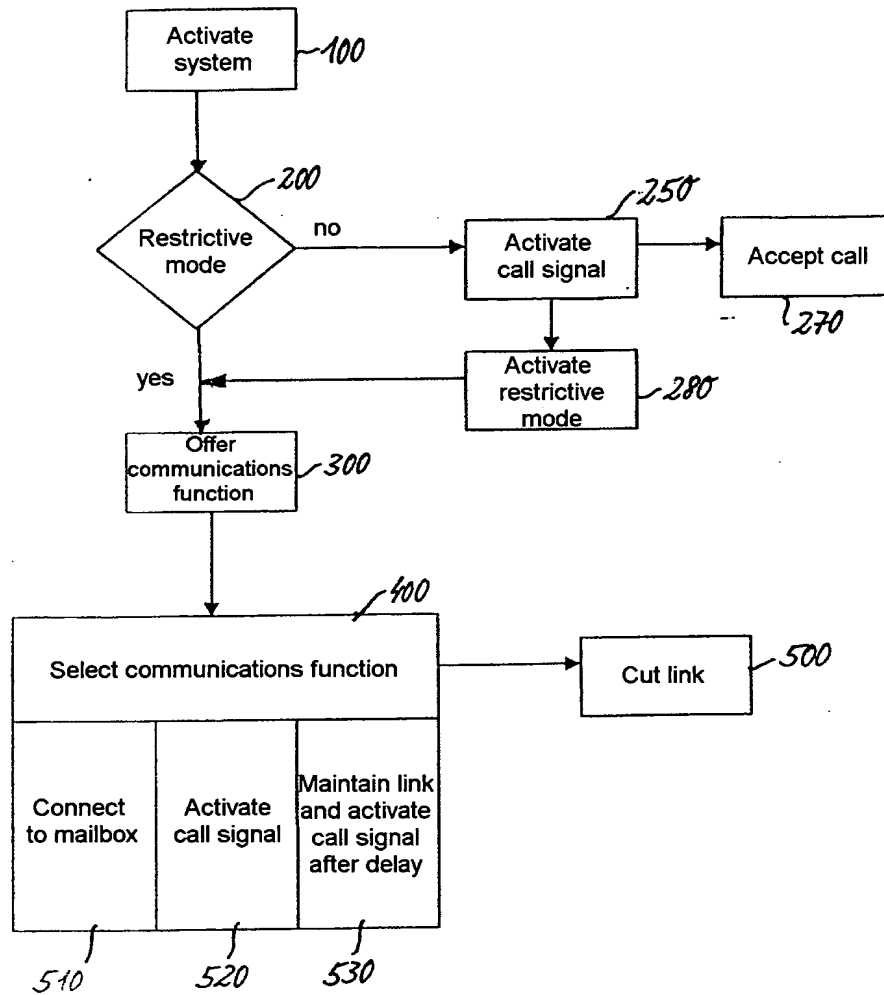 Activate
system
100
200
Restrictive
mode
no
250
Activate
call signal
Accept call
270
yes
Activate
restrictive
mode
280
Offer
communications
function
300
400
Select communications function
Cut link
500
Connect
to mailbox
Activate
call signal
Maintain link
and activate
call signal
after delay
510
520
530